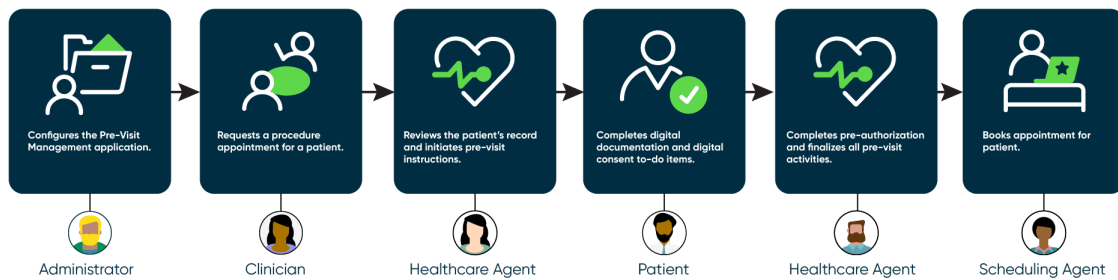 Configures the Pre-Visit
Management application.
Requests a procedure
appointment for a patient.
Reviews the patient's record
and initiates pre-visit
instructions.
Completes digital
documentation and digital
consent to-do items.
Completes pre-authorization
and finalizes all pre-visit
activities.
Books appointment for
patient.
Administrator
Clinician
Healthcare Agent
Patient
Healthcare Agent
Scheduling Agent